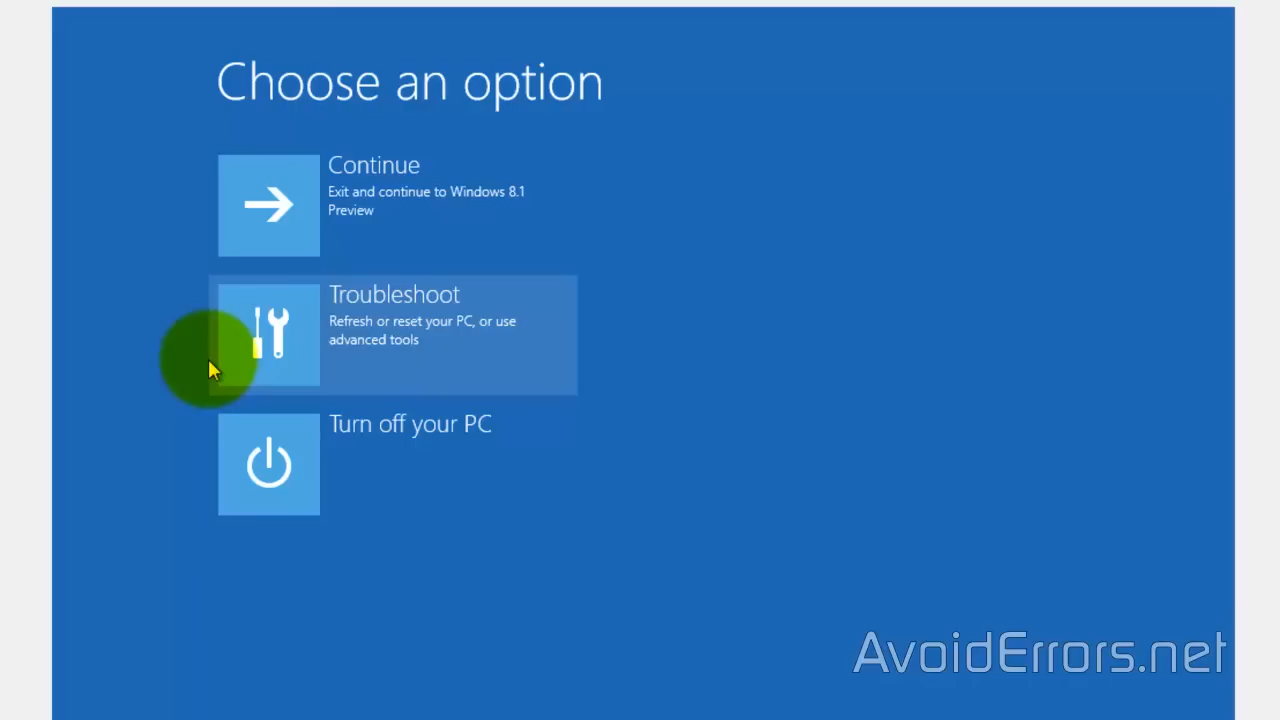 Choose an option
Continue
Exit and continue to Windows 8.1
Preview
Troubleshoot
Refresh or reset your PC, or use
advanced tools
Turn off your PC
AvoidErrors.net